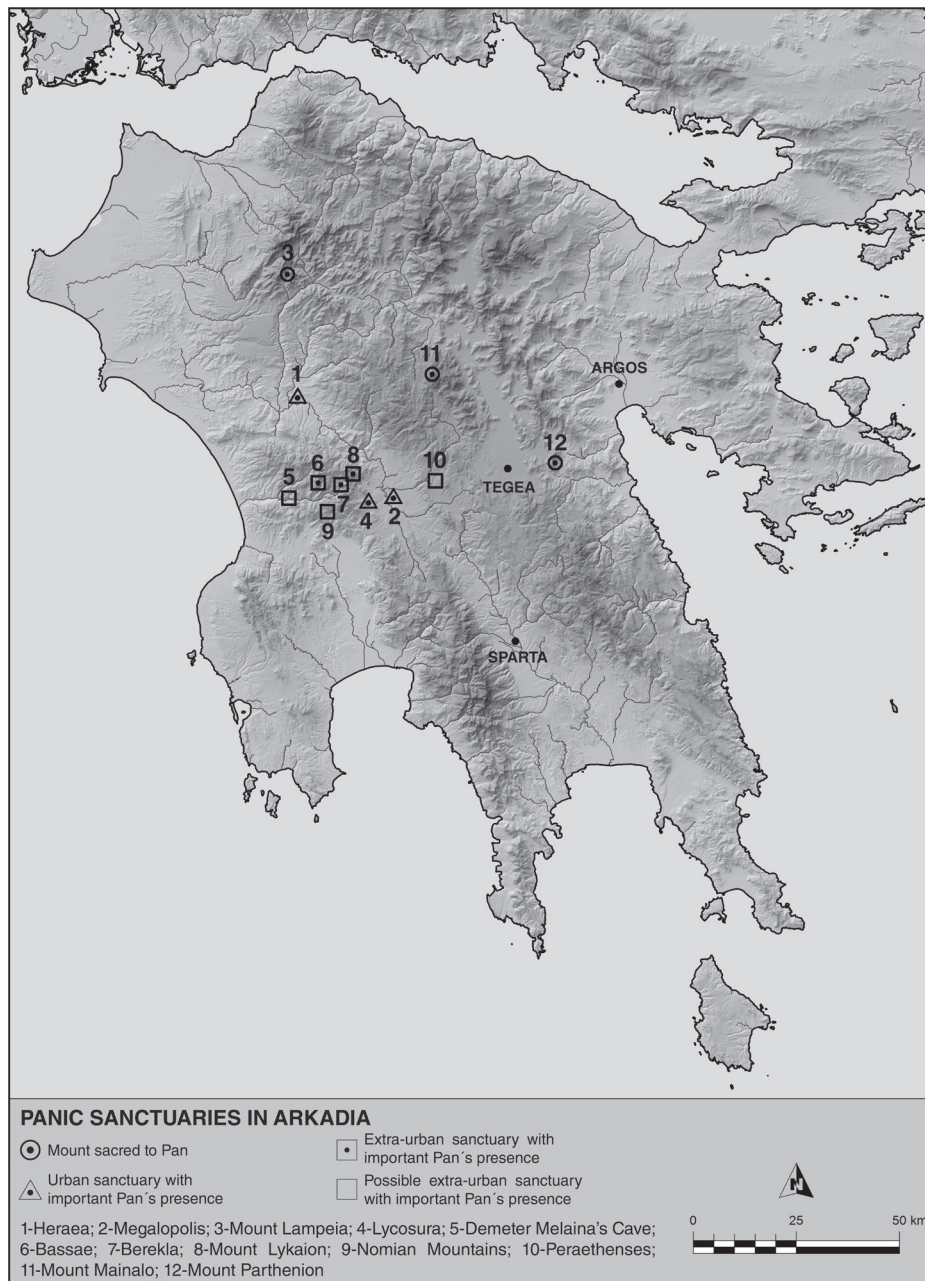 3
11
ARGOS
1
12
8
6
10
5
TEGEA
7
2
4
9
SPARTA
PANIC SANCTUARIES IN ARKADIA
Mount sacred to Pan
Urban sanctuary with
important Pan´s presence
Extra-urban sanctuary with
important Pan´s presence
Possible extra-urban sanctuary
with important Pan´s presence
N
0 25 50 km
1-Heraea; 2-Megalopolis; 3-Mount Lampeia; 4-Lycosura; 5-Demeter Melaina's Cave;
6-Bassae; 7-Berekla; 8-Mount Lykaion; 9-Nomian Mountains; 10-Peraethenses;
11-Mount Mainalo; 12-Mount Parthenion